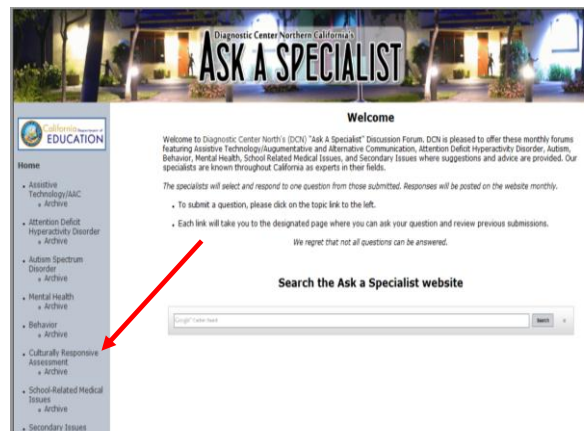 Diagnostic Center Northern California's
ASK A SPECIALIST
California Department of
EDUCATION
Home
Assistive
Technology/AAC
Archive
Attention Deficit
Hyperactivity Disorder
Archive
Autism Spectrum
Disorder
Archive
Mental Health
Archive
Behavior
Archive
Culturally Responsive
Assessment
Archive
School-Related Medical
Issues
Archive
Secondary Issues
Welcome
Welcome to Diagnostic Center North's (DCN) "Ask A Specialist" Discussion Forum. DCN is pleased to offer these monthly forums
featuring Assistive Technology/Augmentative and Alternative Communication, Attention Deficit Hyperactivity Disorder, Autism,
Behavior, Mental Health, School Related Medical Issues, and Secondary Issues where suggestions and advice are provided. Our
specialists are known throughout California as experts in their fields.
The specialists will select and respond to one question from those submitted. Responses will be posted on the website monthly.
To submit a question, please click on the topic link to the left.
Each link will take you to the designated page where you can ask your question and review previous submissions.
We regret that not all questions can be answered.
Search the Ask a Specialist website
Google Custom Search
Search x